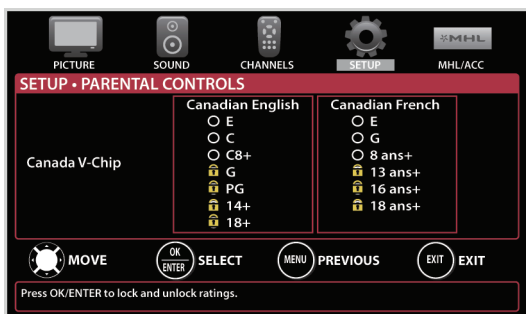 PICTURE SOUND CHANNELS SETUP MHL/ACC
MHL
SETUP • PARENTAL CONTROLS
Canada V-Chip
Canadian English
E
C
C8+
G
PG
14+
18+
Canadian French
E
G
8 ans+
13 ans+
16 ans+
18 ans+
MOVE OK/ENTER SELECT MENU PREVIOUS EXIT EXIT
Press OK/ENTER to lock and unlock ratings.